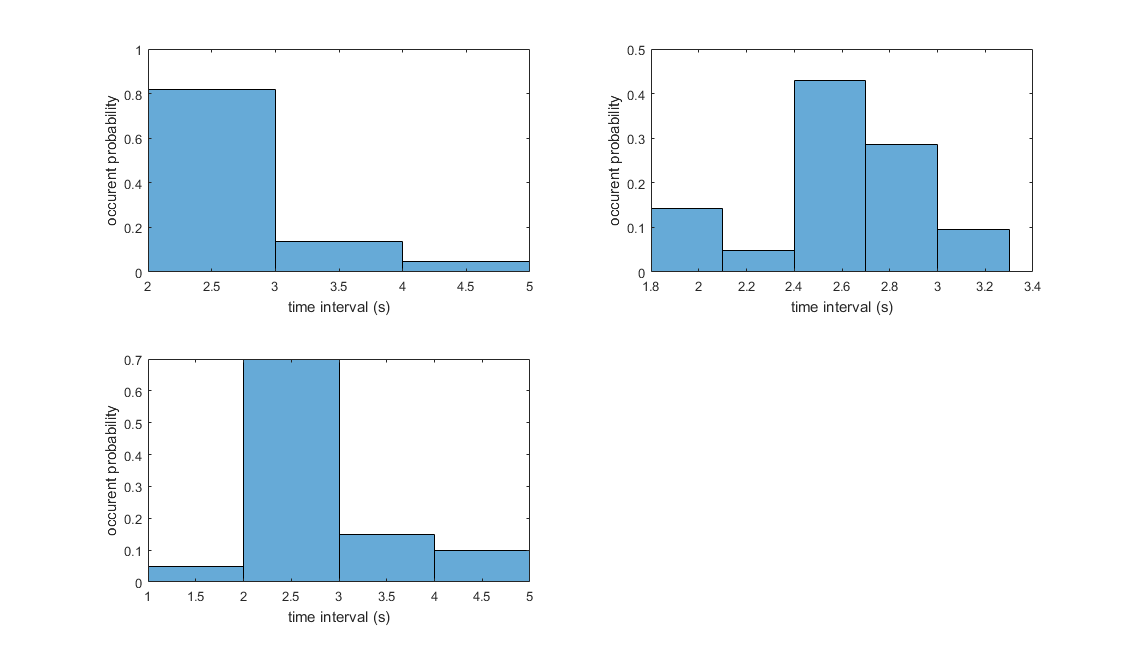 1
0.8
0.6
0.4
0.2
0
occurent probability
2 2.5 3 3.5 4 4.5 5
time interval (s)
0.5
0.4
0.3
0.2
0.1
0
occurent probability
1.8 2 2.2 2.4 2.6 2.8 3 3.2 3.4
time interval (s)
0.7
0.6
0.5
0.4
0.3
0.2
0.1
0
occurent probability
1 1.5 2 2.5 3 3.5 4 4.5 5
time interval (s)